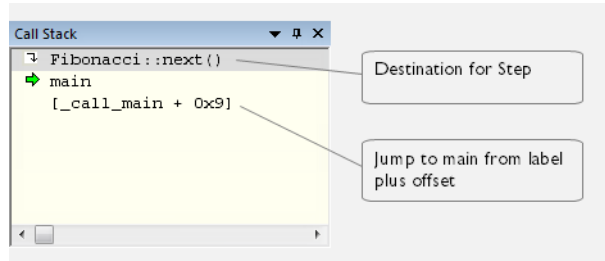 Call Stack
Fibonacci::next()
main
[_call_main + 0x9]
Destination for Step
Jump to main from label
plus offset